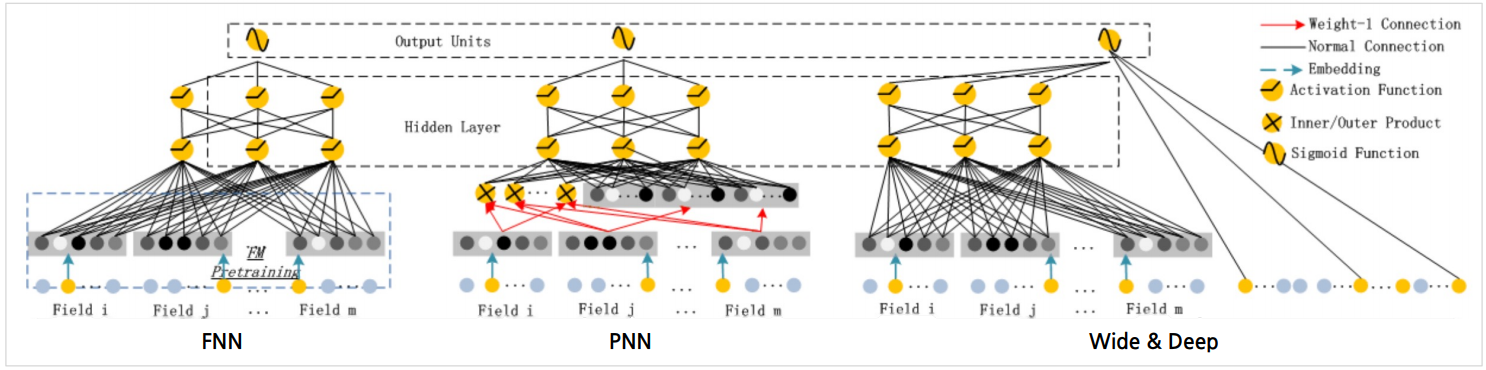 Output Units
Weight-1 Connection
Normal Connection
Embedding
Activation Function
Inner/Outer Product
Sigmoid Function
Hidden Layer
FM
Pretraining
Field i
Field j
...
Field m
Field i
Field j
...
Field m
Field i
Field j
...
Field m
FNN
PNN
Wide & Deep